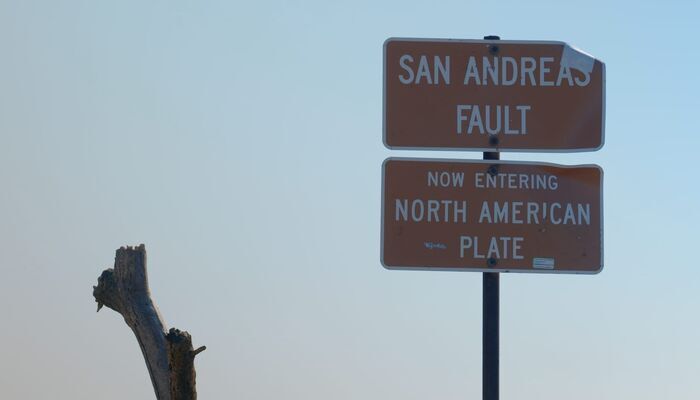 SAN ANDREAS
FAULT
NOW ENTERING
NORTH AMERICAN
PLATE